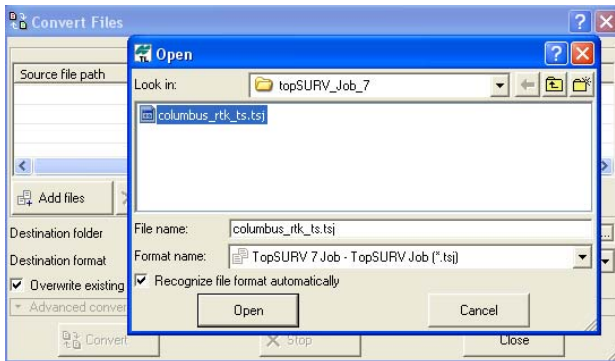 Convert Files
Open
Source file path
Look in:
topSURV_Job_7
columbus_rtk_ts.tsj
Add files
File name:
columbus_rtk_ts.tsj
Destination folder
Format name:
TopSURV 7 Job - TopSURV Job (*.tsj)
Destination format
Recognize file format automatically
Overwrite existing
Advanced conver
Open
Cancel
Convert
Stop
Close